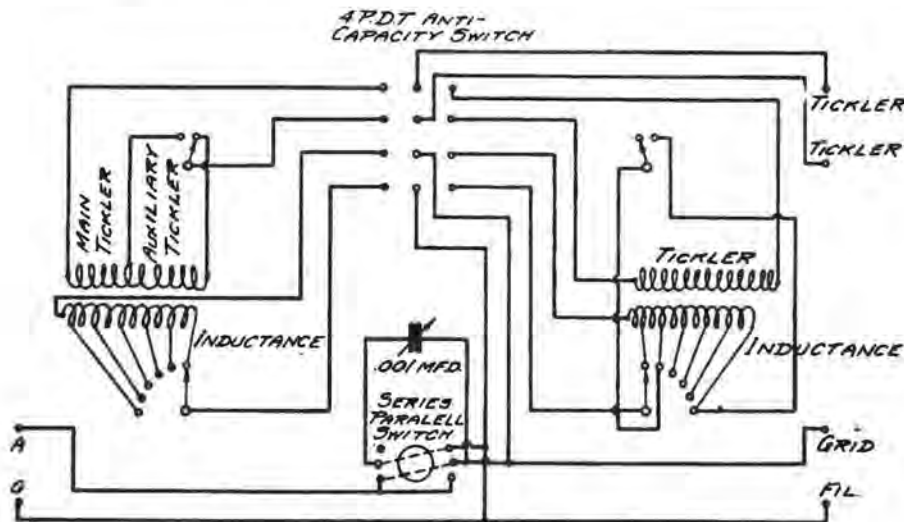 4 P.D.T ANTI-
CAPACITY SWITCH
TICKLER
TICKLER
MAIN
TICKLER
AUXILIARY
TICKLER
TICKLER
INDUCTANCE
INDUCTANCE
.001 MFD.
SERIES
PARALELL
SWITCH
A
GRID
G
FIL